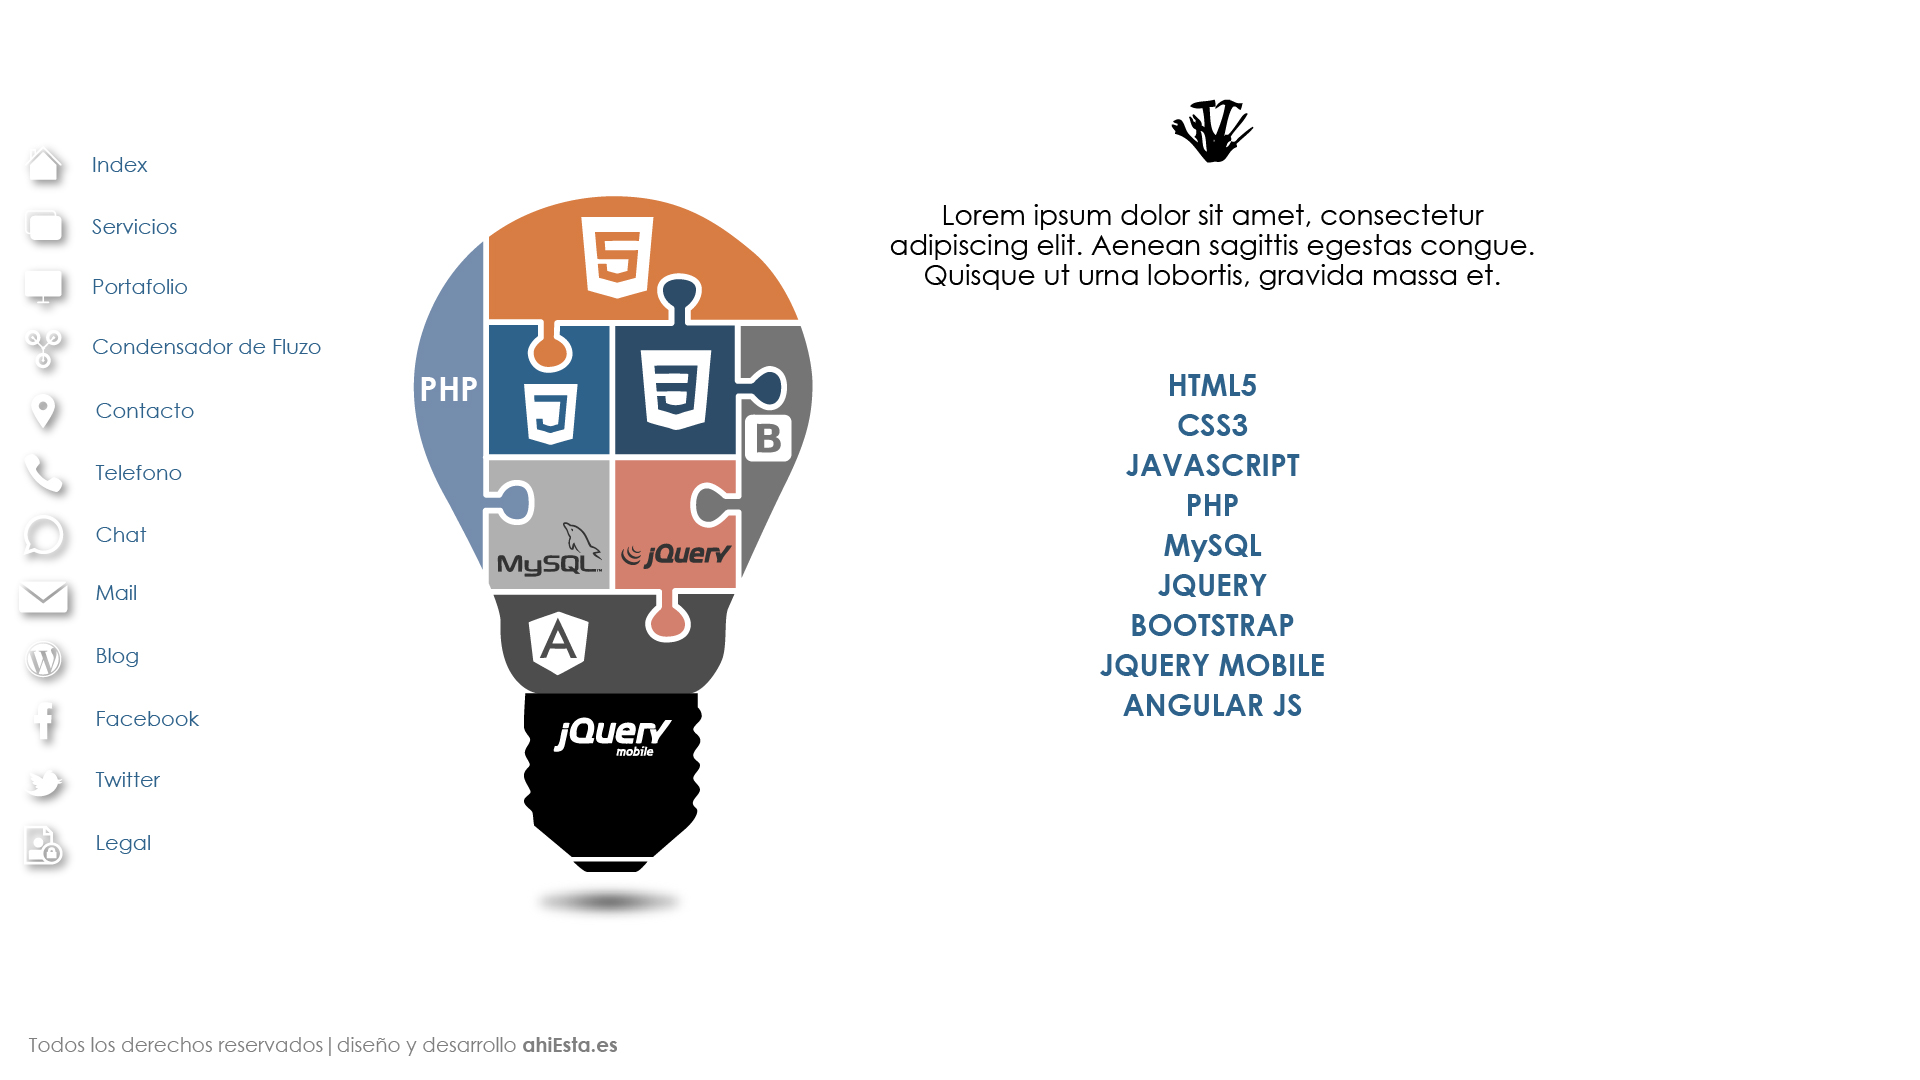 Index
Servicios
Portafolio
Condensador de Fluzo
Contacto
Telefono
Chat
Mail
Blog
Facebook
Twitter
Legal
5
PHP
J
3
B
MySQL™
jQuery
A
jQuery
mobile
Lorem ipsum dolor sit amet, consectetur
adipiscing elit. Aenean sagittis egestas congue.
Quisque ut urna lobortis, gravida massa et.
HTML5
CSS3
JAVASCRIPT
PHP
MySQL
JQUERY
BOOTSTRAP
JQUERY MOBILE
ANGULAR JS
Todos los derechos reservados|diseño y desarrollo ahiEsta.es